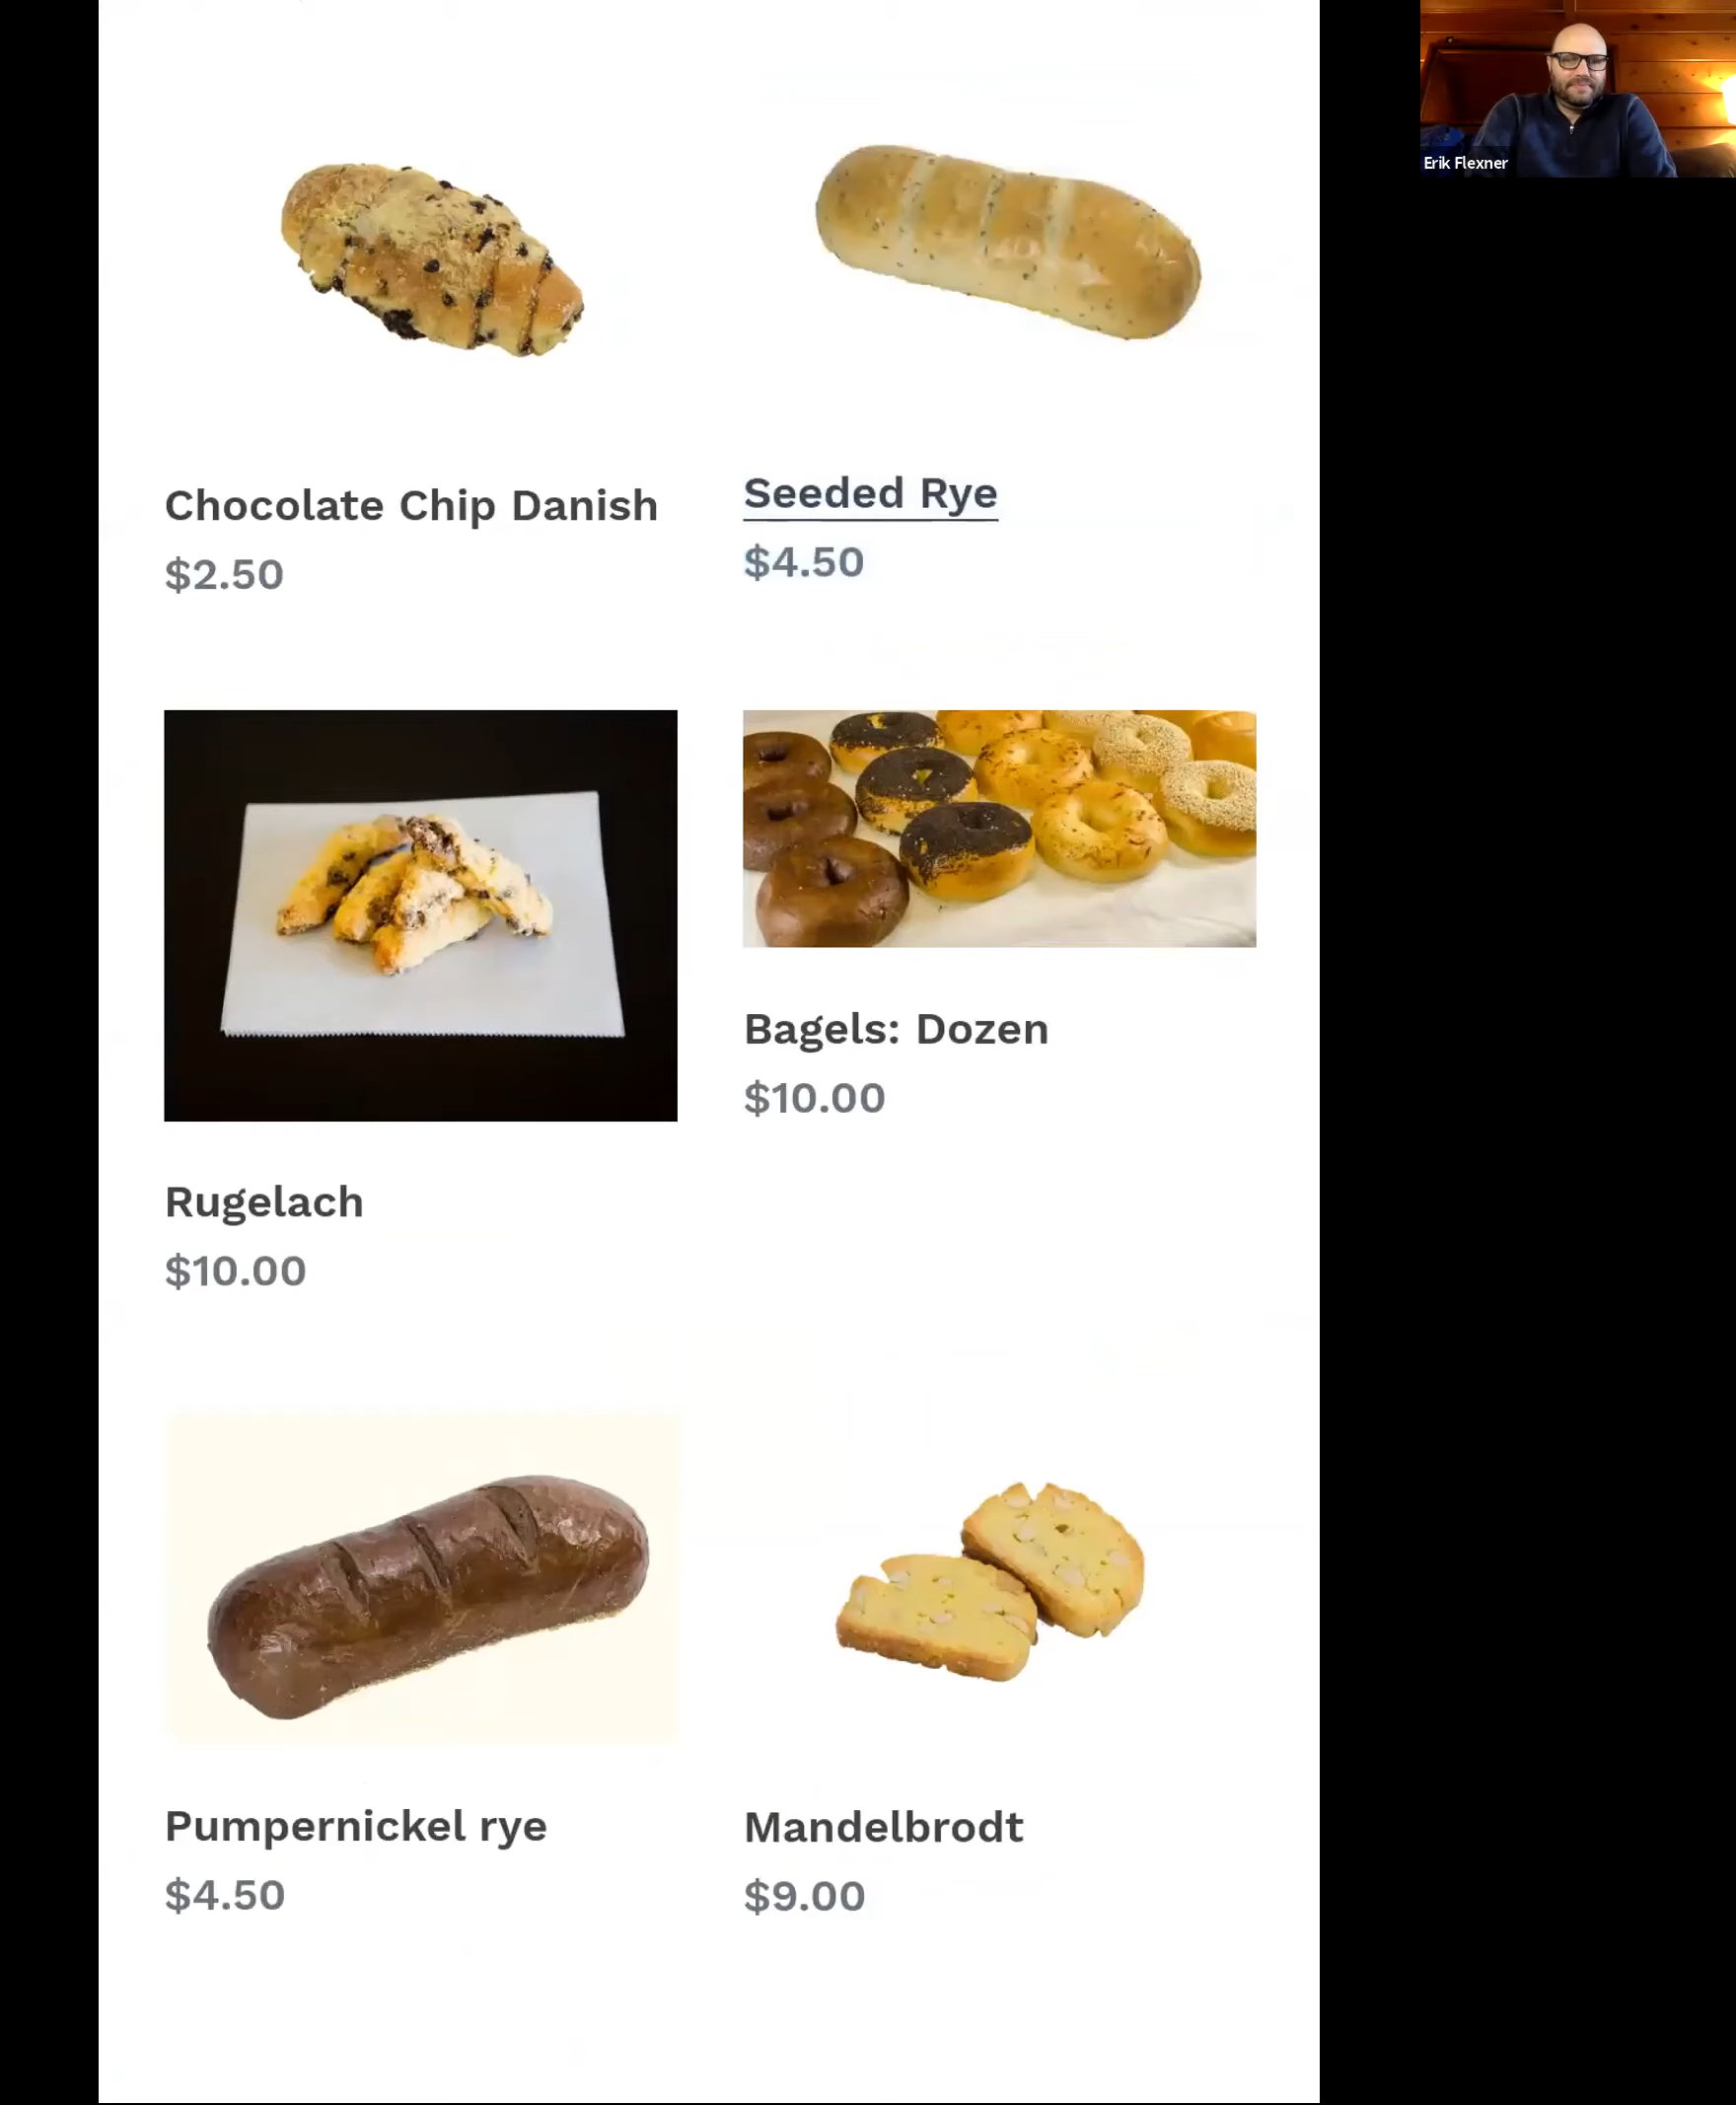 Erik Flexner
Chocolate Chip Danish
$2.50
Seeded Rye
$4.50
Rugelach
$10.00
Bagels: Dozen
$10.00
Pumpernickel rye
$4.50
Mandelbrodt
$9.00